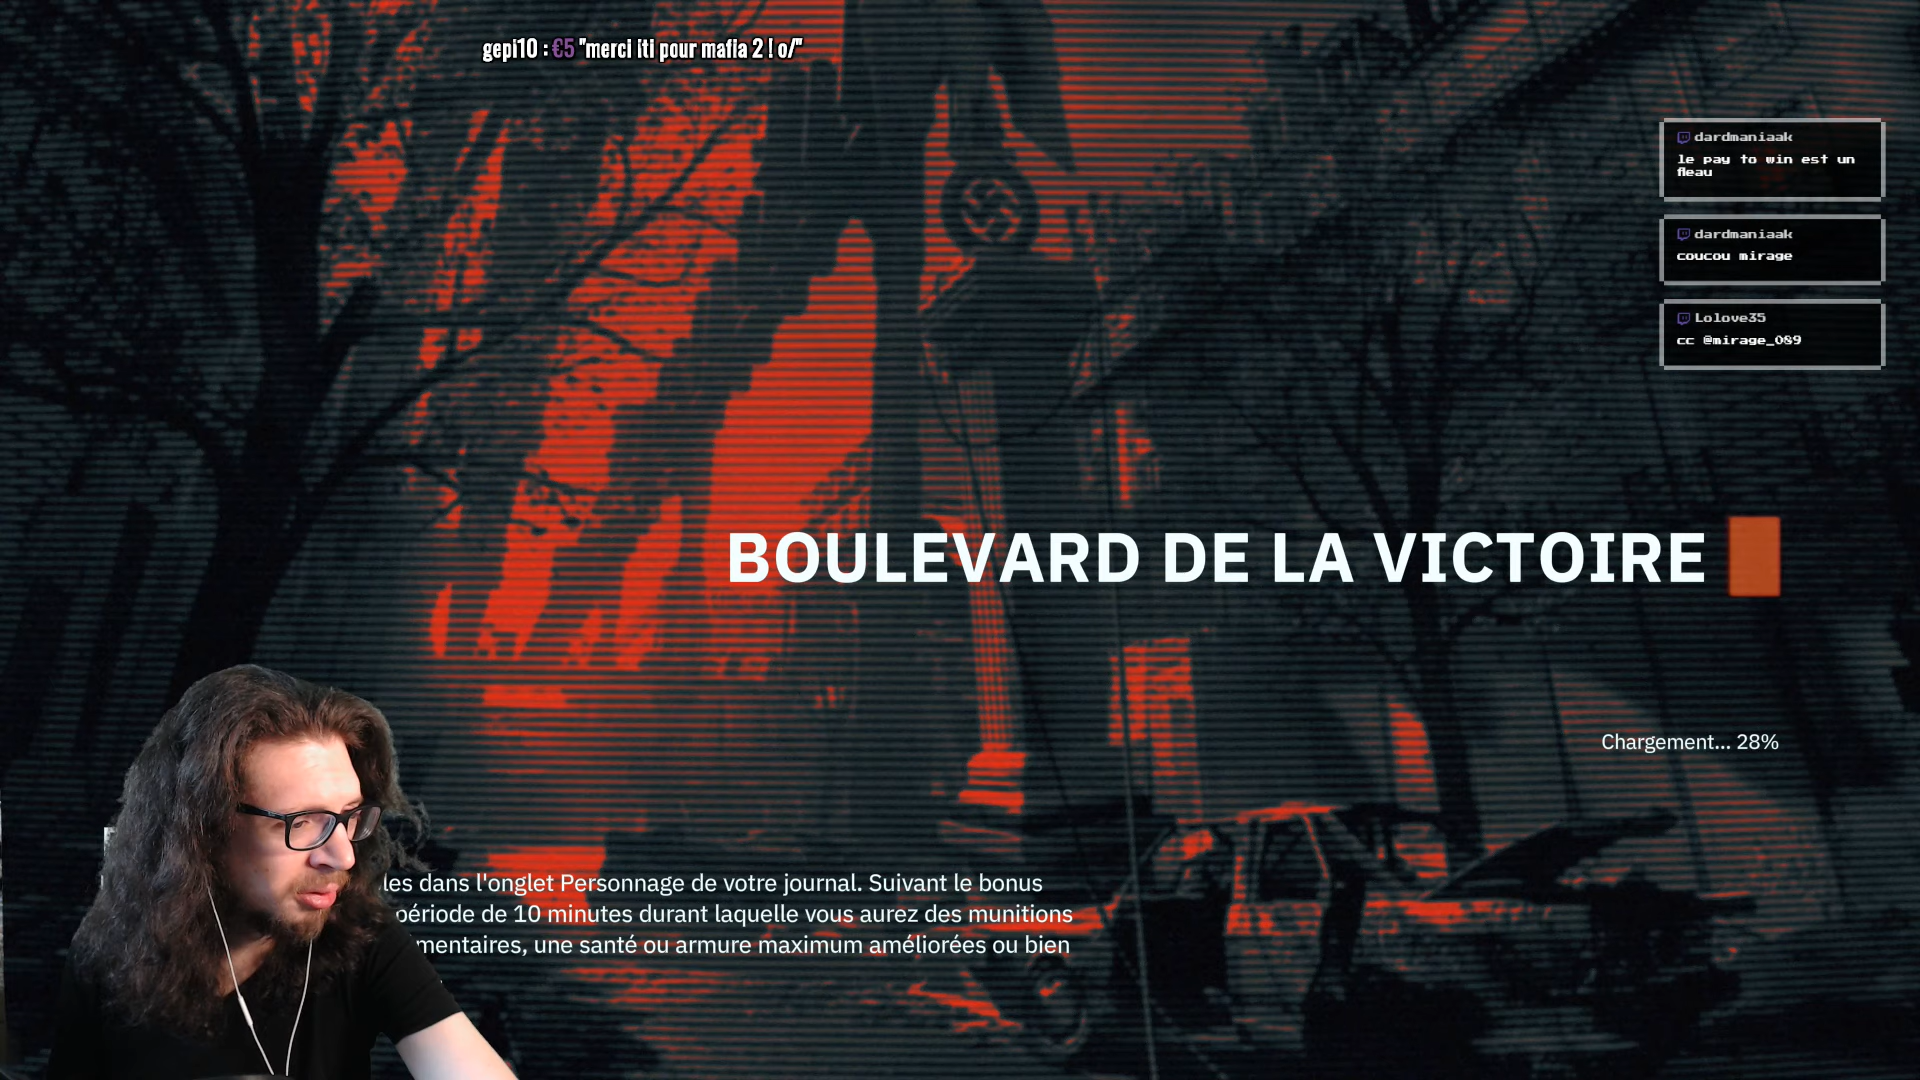 gepi10 : €5 "merci iti pour mafia 2 ! o/"
dardmaniaak
le pay to win est un
fleau
dardmaniaak
coucou mirage
Lolove35
cc @mirage_089
BOULEVARD DE LA VICTOIRE
Chargement... 28%
les dans l'onglet Personnage de votre journal. Suivant le bonus
période de 10 minutes durant laquelle vous aurez des munitions
mentaires, une santé ou armure maximum améliorées ou bien